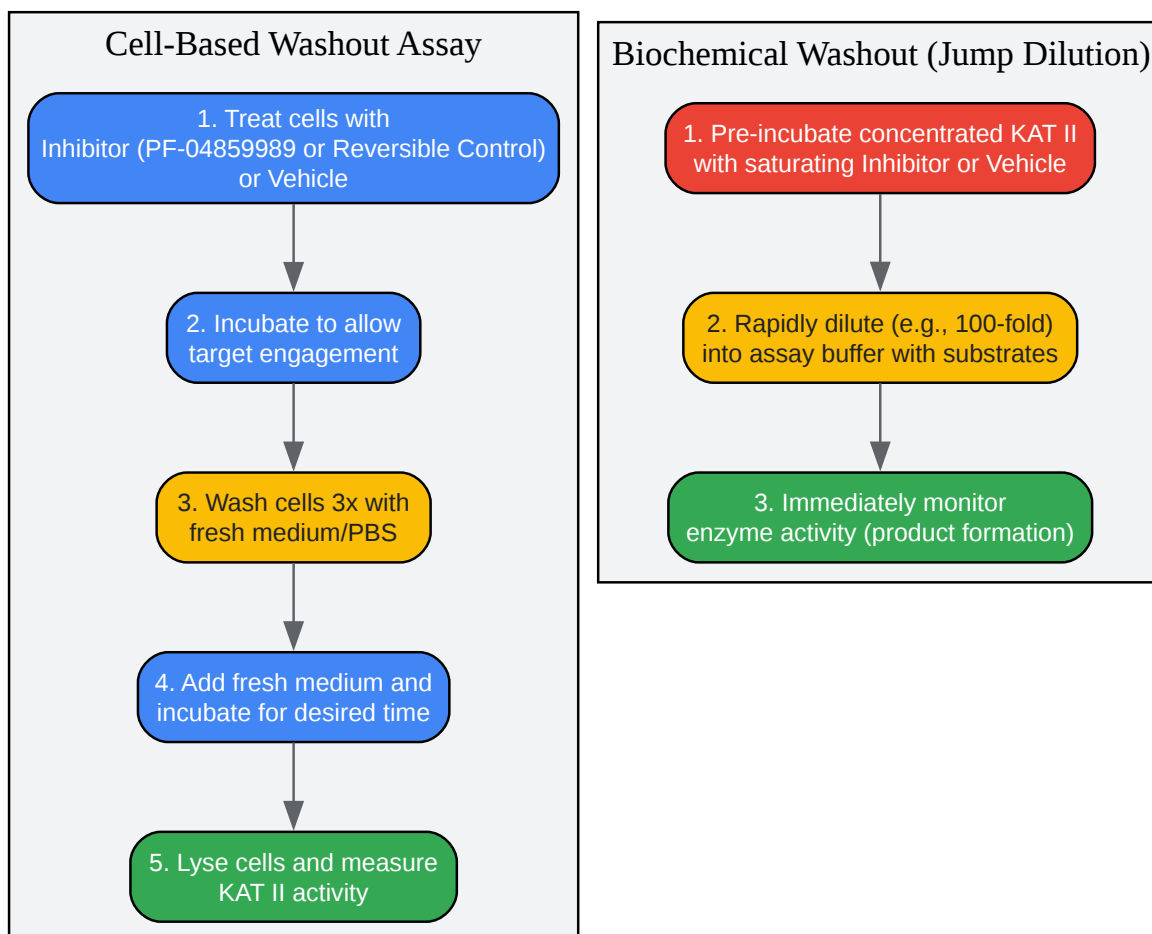 Cell-Based Washout Assay
1. Treat cells with
Inhibitor (PF-04859989 or Reversible Control)
or Vehicle
2. Incubate to allow
target engagement
3. Wash cells 3x with
fresh medium/PBS
4. Add fresh medium and
incubate for desired time
5. Lyse cells and measure
KAT II activity
Biochemical Washout (Jump Dilution)
1. Pre-incubate concentrated KAT II
with saturating Inhibitor or Vehicle
2. Rapidly dilute (e.g., 100-fold)
into assay buffer with substrates
3. Immediately monitor
enzyme activity (product formation)